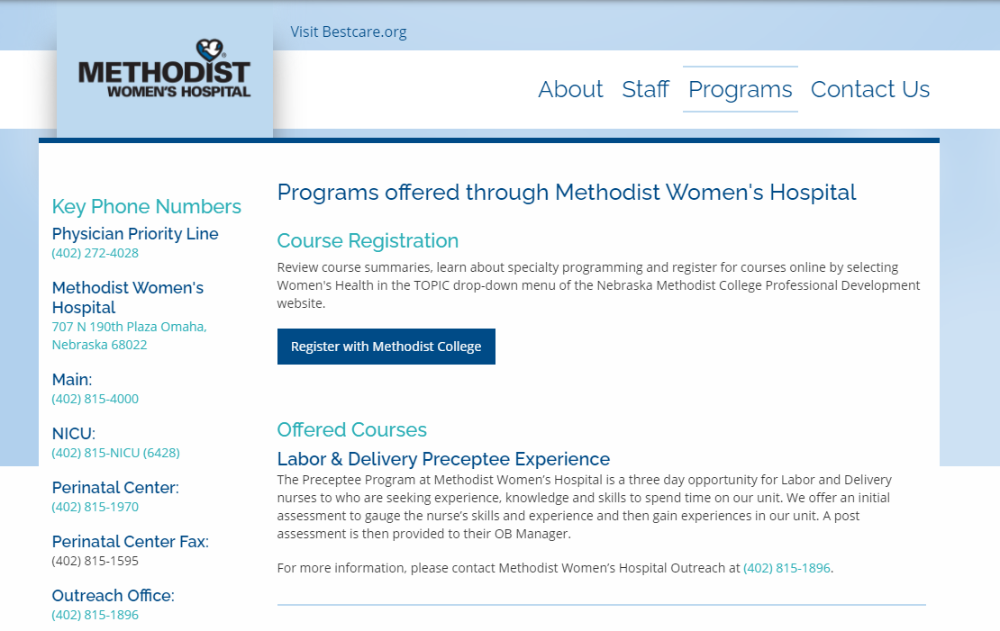 Visit Bestcare.org
METHODIST
WOMEN'S HOSPITAL
About Staff Programs Contact Us
Key Phone Numbers
Physician Priority Line
(402) 272-4028
Methodist Women's
Hospital
707 N 190th Plaza Omaha,
Nebraska 68022
Main:
(402) 815-4000
NICU:
(402) 815-NICU (6428)
Perinatal Center:
(402) 815-1970
Perinatal Center Fax:
(402) 815-1595
Outreach Office:
(402) 815-1896
Programs offered through Methodist Women's Hospital
Course Registration
Review course summaries, learn about specialty programming and register for courses online by selecting
Women's Health in the TOPIC drop-down menu of the Nebraska Methodist College Professional Development
website.
Register with Methodist College
Offered Courses
Labor & Delivery Preceptee Experience
The Preceptee Program at Methodist Women’s Hospital is a three day opportunity for Labor and Delivery
nurses to who are seeking experience, knowledge and skills to spend time on our unit. We offer an initial
assessment to gauge the nurse’s skills and experience and then gain experiences in our unit. A post
assessment is then provided to their OB Manager.
For more information, please contact Methodist Women’s Hospital Outreach at (402) 815-1896.